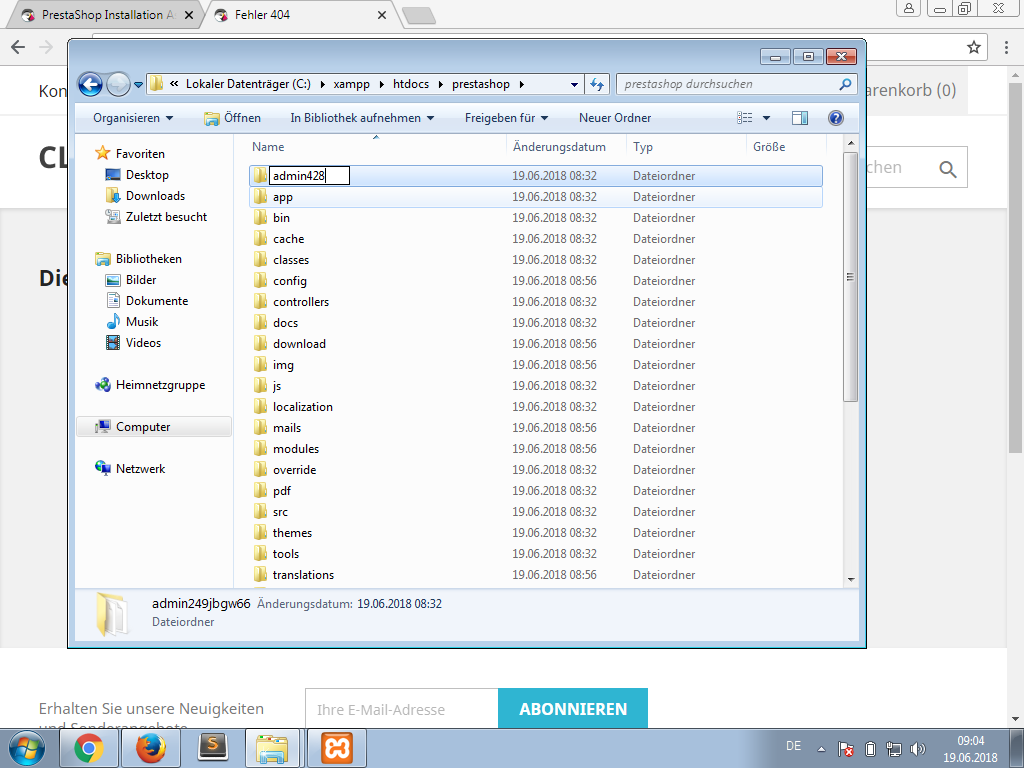 PrestaShop Installation A
Fehler 404
Kon
arenkorb (0)
CL
chen
Die
« Lokaler Datenträger (C:) xampp htdocs prestashop
prestashop durchsuchen
Organisieren
Öffnen
In Bibliothek aufnehmen
Freigeben für
Neuer Ordner
Favoriten
Desktop
Downloads
Zuletzt besucht
Bibliotheken
Bilder
Dokumente
Musik
Videos
Heimnetzgruppe
Computer
Netzwerk
Name Änderungsdatum Typ Größe
admin428 19.06.2018 08:32 Dateiordner
app 19.06.2018 08:32 Dateiordner
bin 19.06.2018 08:32 Dateiordner
cache 19.06.2018 08:32 Dateiordner
classes 19.06.2018 08:32 Dateiordner
config 19.06.2018 08:56 Dateiordner
controllers 19.06.2018 08:32 Dateiordner
docs 19.06.2018 08:32 Dateiordner
download 19.06.2018 08:56 Dateiordner
img 19.06.2018 08:56 Dateiordner
js 19.06.2018 08:32 Dateiordner
localization 19.06.2018 08:32 Dateiordner
mails 19.06.2018 08:56 Dateiordner
modules 19.06.2018 08:56 Dateiordner
override 19.06.2018 08:32 Dateiordner
pdf 19.06.2018 08:32 Dateiordner
src 19.06.2018 08:32 Dateiordner
themes 19.06.2018 08:32 Dateiordner
tools 19.06.2018 08:32 Dateiordner
translations 19.06.2018 08:56 Dateiordner
admin249jbgw66 Änderungsdatum: 19.06.2018 08:32
Dateiordner
Erhalten Sie unsere Neuigkeiten
und Sonderangebote
Ihre E-Mail-Adresse
ABONNIEREN
DE
09:04
19.06.2018